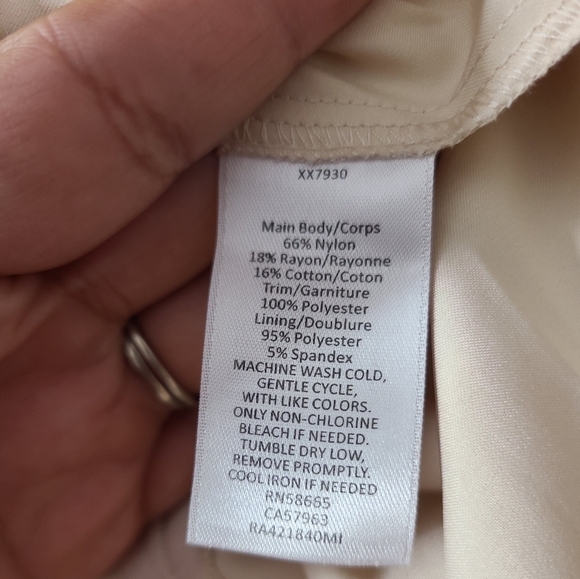 XX7930
Main Body/Corps
66% Nylon
18% Rayon/Rayonne
16% Cotton/Coton
Trim/Garniture
100% Polyester
Lining/Doublure
95% Polyester
5% Spandex
MACHINE WASH COLD,
GENTLE CYCLE,
WITH LIKE COLORS.
ONLY NON-CHLORINE
BLEACH IF NEEDED.
TUMBLE DRY LOW,
REMOVE PROMPTLY.
COOL IRON IF NEEDED
RN58665
CA57963
RA421840MI